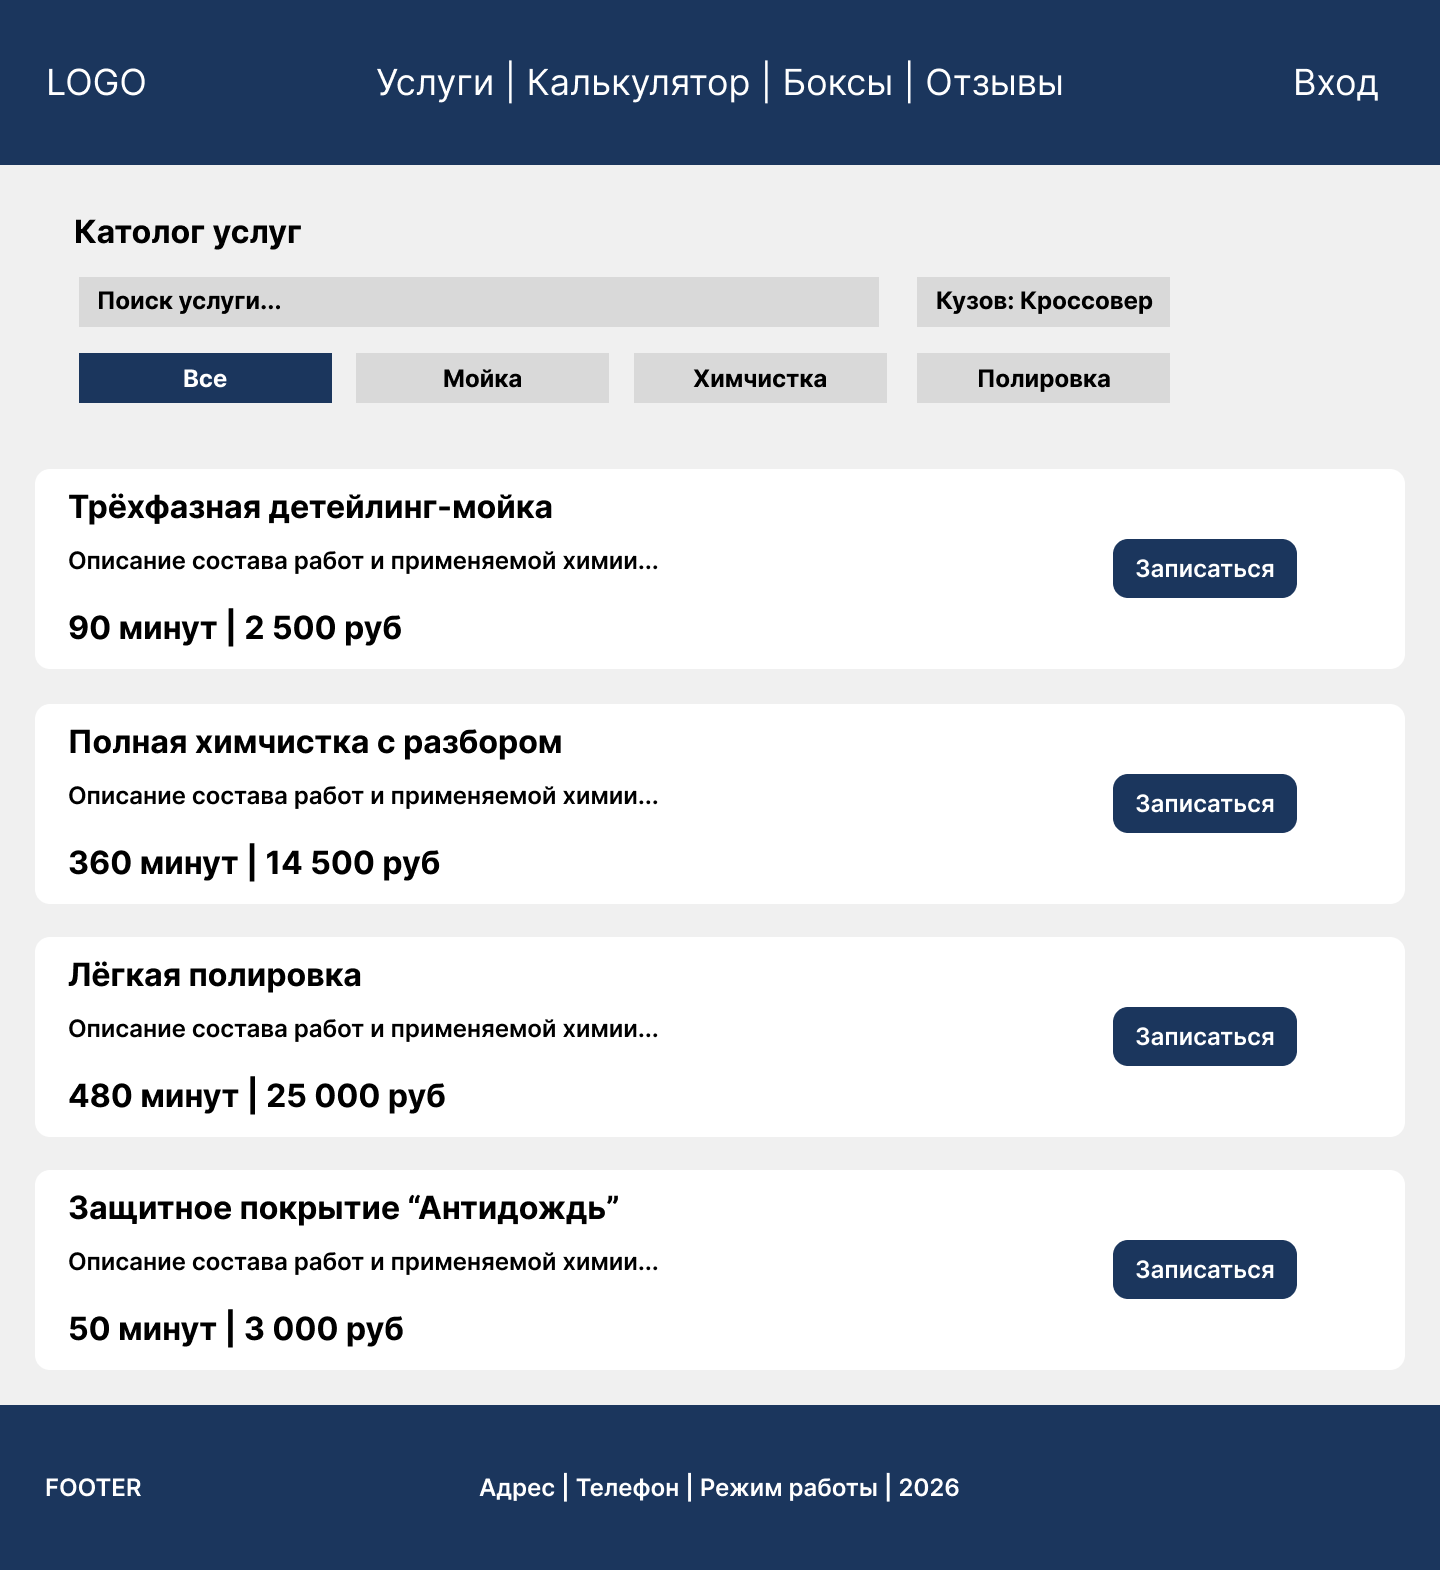 LOGO
Услуги | Калькулятор | Боксы | Отзывы
Вход
Католог услуг
Поиск услуги...
Кузов: Кроссовер
Все
Мойка
Химчистка
Полировка
Трёхфазная детейлинг-мойка
Описание состава работ и применяемой химии...
Записаться
90 минут | 2 500 руб
Полная химчистка с разбором
Описание состава работ и применяемой химии...
Записаться
360 минут | 14 500 руб
Лёгкая полировка
Описание состава работ и применяемой химии...
Записаться
480 минут | 25 000 руб
Защитное покрытие “Антидождь”
Описание состава работ и применяемой химии...
Записаться
50 минут | 3 000 руб
FOOTER
Адрес | Телефон | Режим работы | 2026